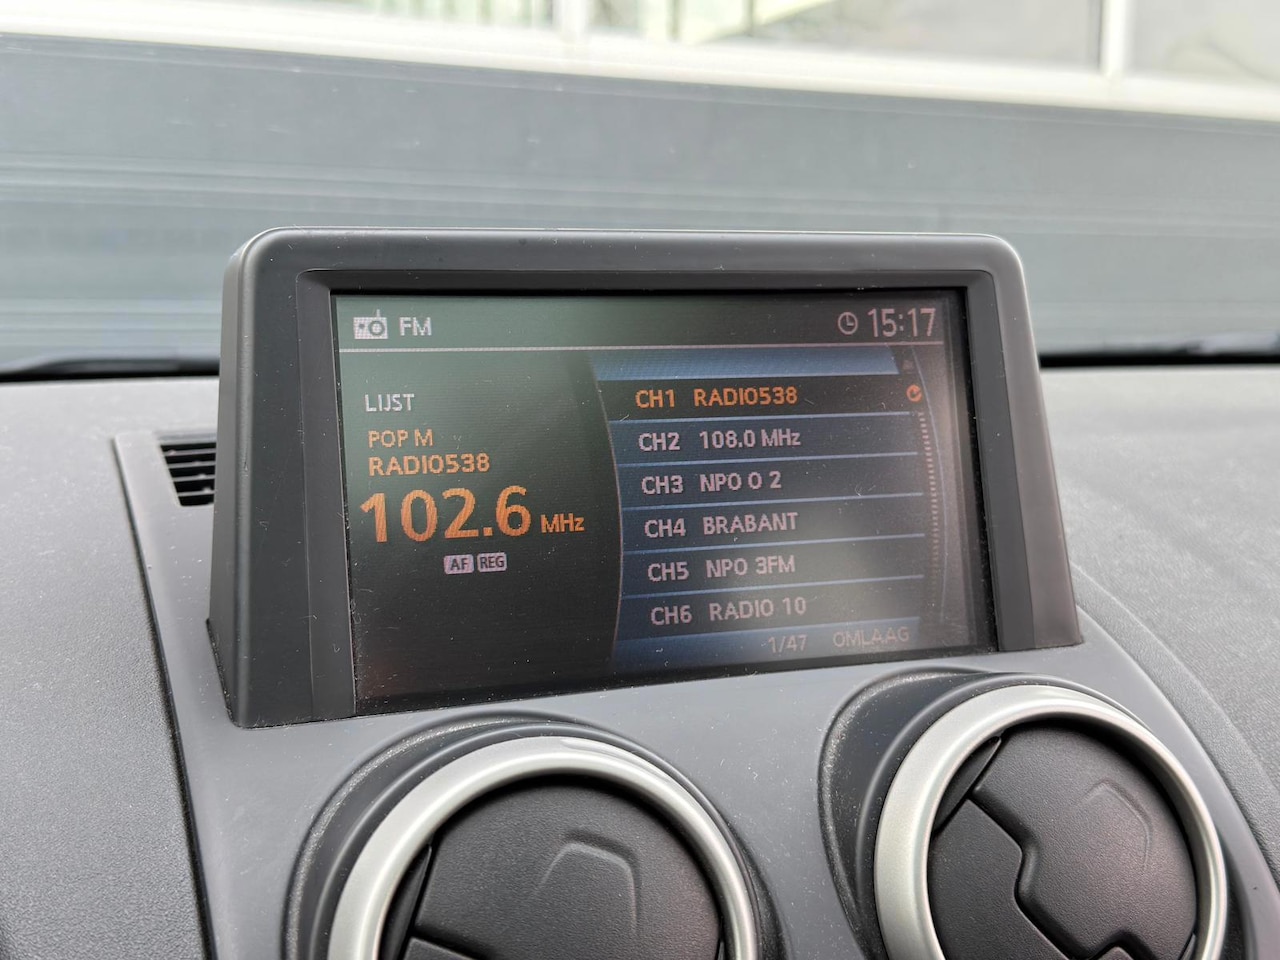 FM
15:17
LIJST
POP M
RADIO538
102.6 MHz
AF REG
CH1 RADIO538
CH2 108.0 MHz
CH3 NPO O 2
CH4 BRABANT
CH5 NPO 3FM
CH6 RADIO 10
1/47 OMLAAG